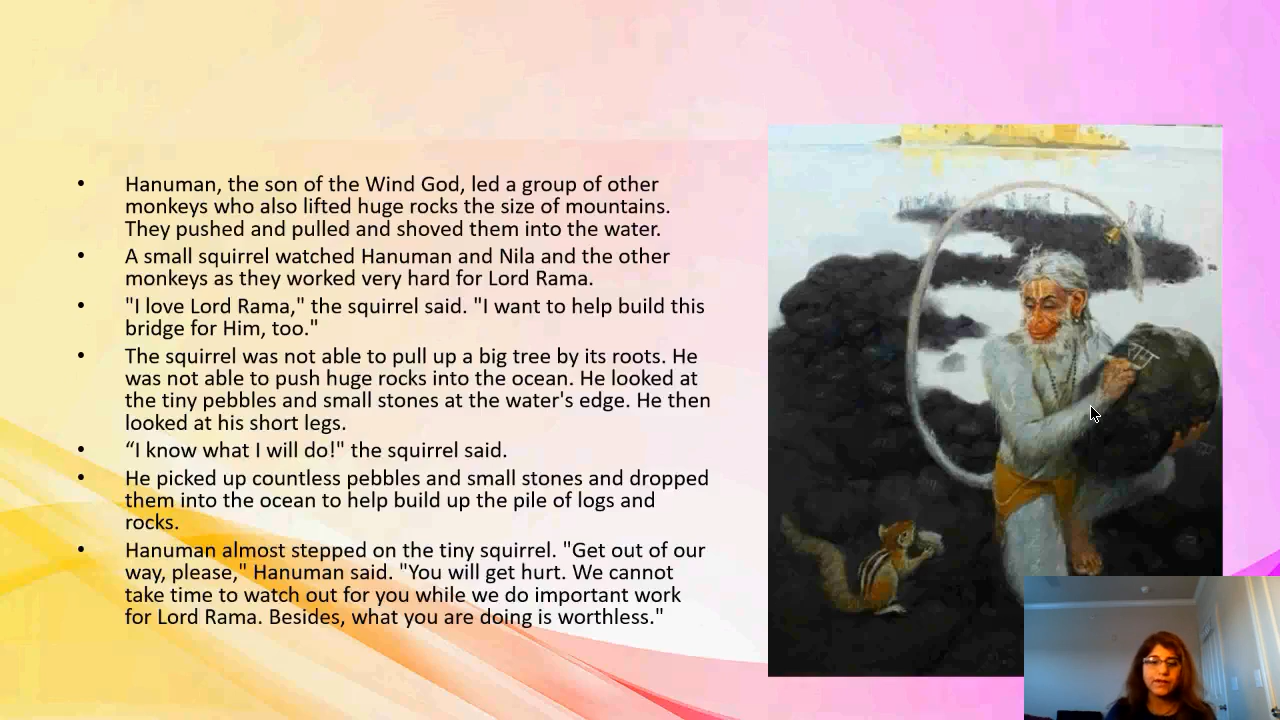 • Hanuman, the son of the Wind God, led a group of other
monkeys who also lifted huge rocks the size of mountains.
They pushed and pulled and shoved them into the water.
• A small squirrel watched Hanuman and Nila and the other
monkeys as they worked very hard for Lord Rama.
• "I love Lord Rama," the squirrel said. "I want to help build this
bridge for Him, too."
• The squirrel was not able to pull up a big tree by its roots. He
was not able to push huge rocks into the ocean. He looked at
the tiny pebbles and small stones at the water's edge. He then
looked at his short legs.
• “I know what I will do!" the squirrel said.
• He picked up countless pebbles and small stones and dropped
them into the ocean to help build up the pile of logs and
rocks.
• Hanuman almost stepped on the tiny squirrel. "Get out of our
way, please," Hanuman said. "You will get hurt. We cannot
take time to watch out for you while we do important work
for Lord Rama. Besides, what you are doing is worthless."
राम